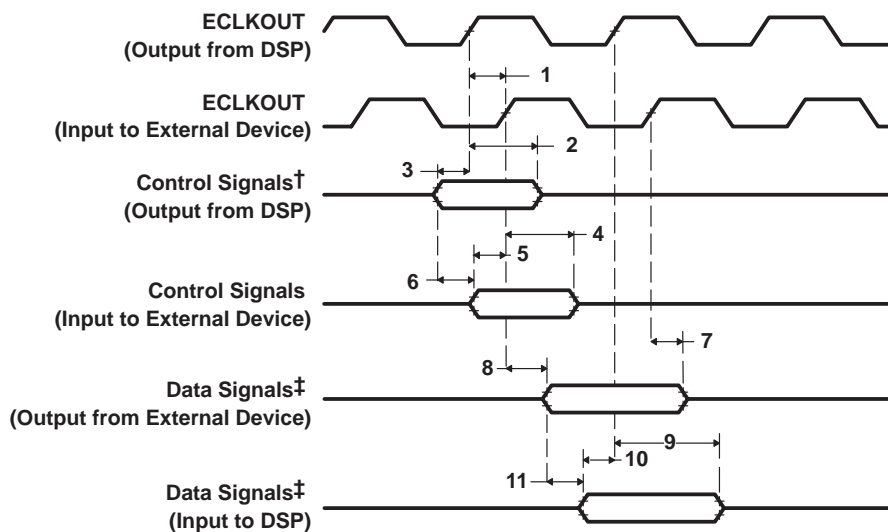 ECLKOUT
(Output from DSP)
1
ECLKOUT
(Input to External Device)
2
3
Control Signals†
(Output from DSP)
4
5
6
Control Signals
(Input to External Device)
7
8
Data Signals‡
(Output from External Device)
9
10
11
Data Signals‡
(Input to DSP)